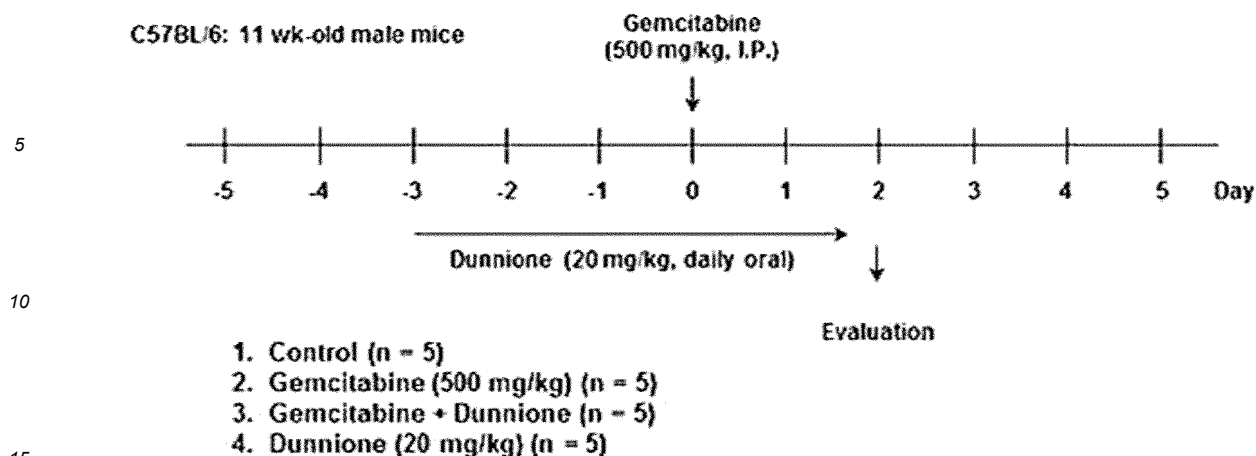 C57BL/6: 11 wk-old male mice
Gemcitabine
(500 mg/kg, I.P.)
5
-5 -4 -3 -2 -1 0 1 2 3 4 5 Day
Dunnione (20 mg/kg, daily oral)
10
Evaluation
1. Control (n = 5)
2. Gemcitabine (500 mg/kg) (n = 5)
3. Gemcitabine + Dunnione (n = 5)
4. Dunnione (20 mg/kg) (n = 5)
15